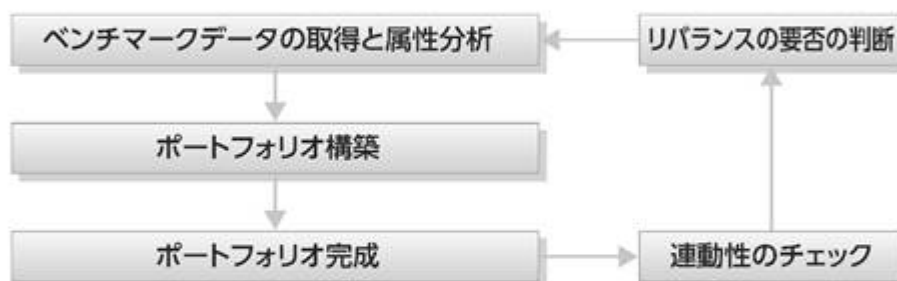 ベンチマークデータの取得と属性分析
リバランスの要否の判断
ポートフォリオ構築
ポートフォリオ完成
連動性のチェック